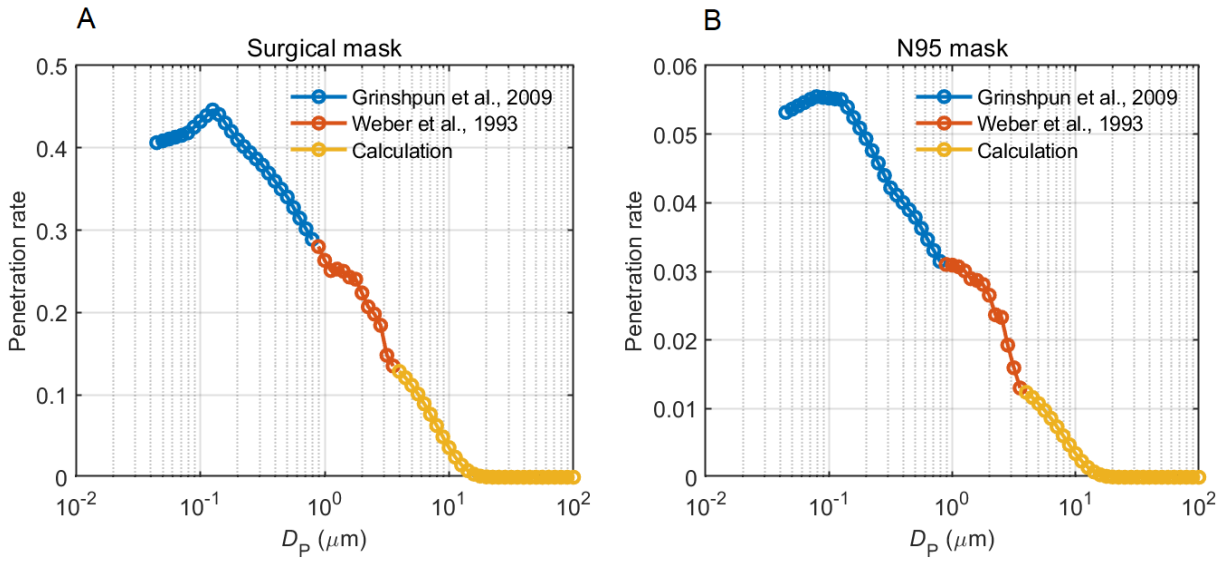 A
Surgical mask
Penetration rate
0.5
0.4
0.3
0.2
0.1
0
Grinshpun et al., 2009
Weber et al., 1993
Calculation
10⁻² 10⁻¹ 10⁰ 10¹ 10²
D_P (μm)
B
N95 mask
Penetration rate
0.06
0.05
0.04
0.03
0.02
0.01
0
Grinshpun et al., 2009
Weber et al., 1993
Calculation
10⁻² 10⁻¹ 10⁰ 10¹ 10²
D_P (μm)